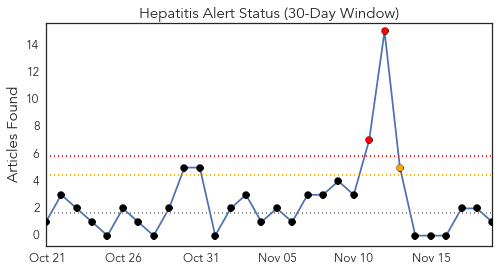 Hepatitis Alert Status (30-Day Window)
Articles Found
14
12
10
8
6
4
2
0
Oct 21 Oct 26 Oct 31 Nov 05 Nov 10 Nov 15